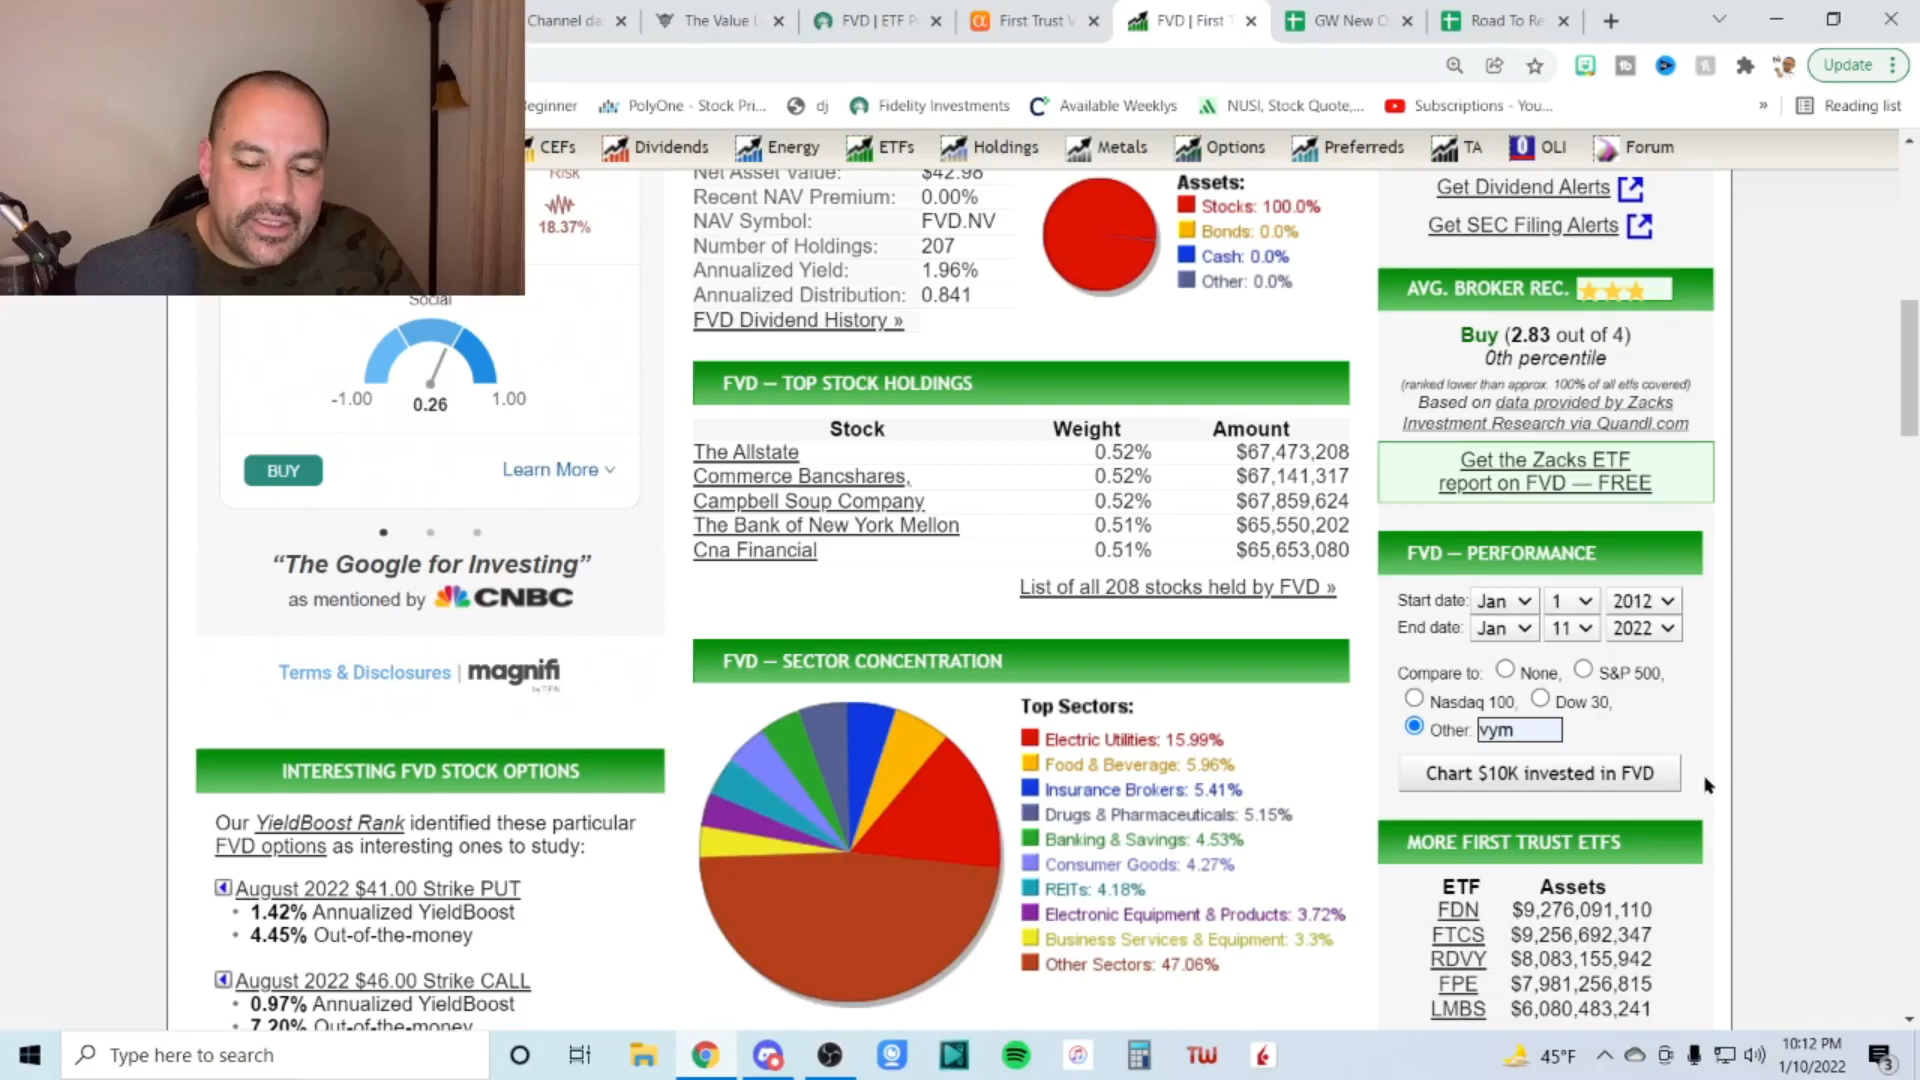 Channel da
The Value L
FVD | ETF P
First Trust V
FVD | First T
GW New O
Road To Re
Update
Beginner
PolyOne - Stock Pri...
dj
Fidelity Investments
Available Weeklys
NUSI, Stock Quote,...
Subscriptions - You...
»
Reading list
CEFs
Dividends
Energy
ETFs
Holdings
Metals
Options
Preferreds
TA
OLI
Forum
RISK
18.37%
Social
-1.00
0.26
1.00
BUY
Learn More
“The Google for Investing”
as mentioned by CNBC
Terms & Disclosures | magnifi
INTERESTING FVD STOCK OPTIONS
Our YieldBoost Rank identified these particular
FVD options as interesting ones to study:
August 2022 $41.00 Strike PUT
• 1.42% Annualized YieldBoost
• 4.45% Out-of-the-money
August 2022 $46.00 Strike CALL
• 0.97% Annualized YieldBoost
• 7.20% Out-of-the-money
Net Asset Value: $42.98
Recent NAV Premium: 0.00%
NAV Symbol: FVD.NV
Number of Holdings: 207
Annualized Yield: 1.96%
Annualized Distribution: 0.841
FVD Dividend History »
Assets:
Stocks: 100.0%
Bonds: 0.0%
Cash: 0.0%
Other: 0.0%
FVD — TOP STOCK HOLDINGS
Stock Weight Amount
The Allstate 0.52% $67,473,208
Commerce Bancshares, 0.52% $67,141,317
Campbell Soup Company 0.52% $67,859,624
The Bank of New York Mellon 0.51% $65,550,202
Cna Financial 0.51% $65,653,080
List of all 208 stocks held by FVD »
FVD — SECTOR CONCENTRATION
Top Sectors:
Electric Utilities: 15.99%
Food & Beverage: 5.96%
Insurance Brokers: 5.41%
Drugs & Pharmaceuticals: 5.15%
Banking & Savings: 4.53%
Consumer Goods: 4.27%
REITs: 4.18%
Electronic Equipment & Products: 3.72%
Business Services & Equipment: 3.3%
Other Sectors: 47.06%
Get Dividend Alerts
Get SEC Filing Alerts
AVG. BROKER REC.
Buy (2.83 out of 4)
0th percentile
(ranked lower than approx. 100% of all etfs covered)
Based on data provided by Zacks
Investment Research via Quandl.com
Get the Zacks ETF
report on FVD — FREE
FVD — PERFORMANCE
Start date: Jan 1 2012
End date: Jan 11 2022
Compare to: None, S&P 500,
Nasdaq 100, Dow 30,
Other: vym
Chart $10K invested in FVD
MORE FIRST TRUST ETFS
ETF Assets
FDN $9,276,091,110
FTCS $9,256,692,347
RDVY $8,083,155,942
FPE $7,981,256,815
LMBS $6,080,483,241
Type here to search
TW
45°F
10:12 PM
1/10/2022
3